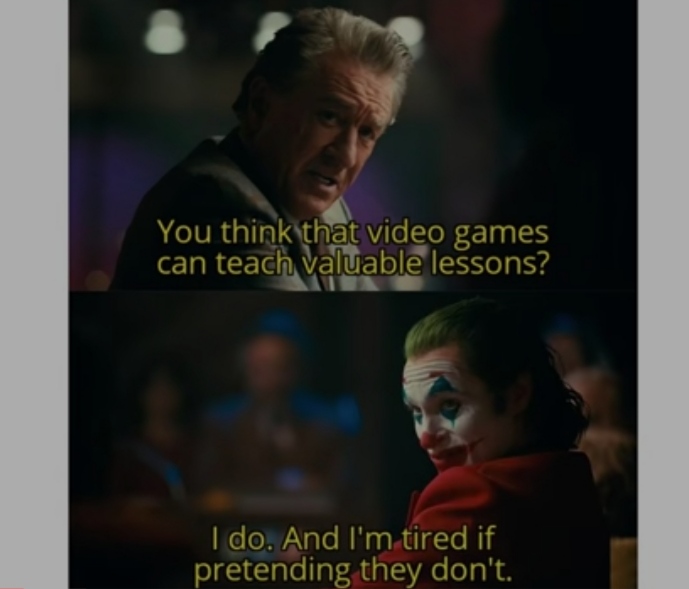 You think that video games
can teach valuable lessons?
I do. And I'm tired if
pretending they don't.